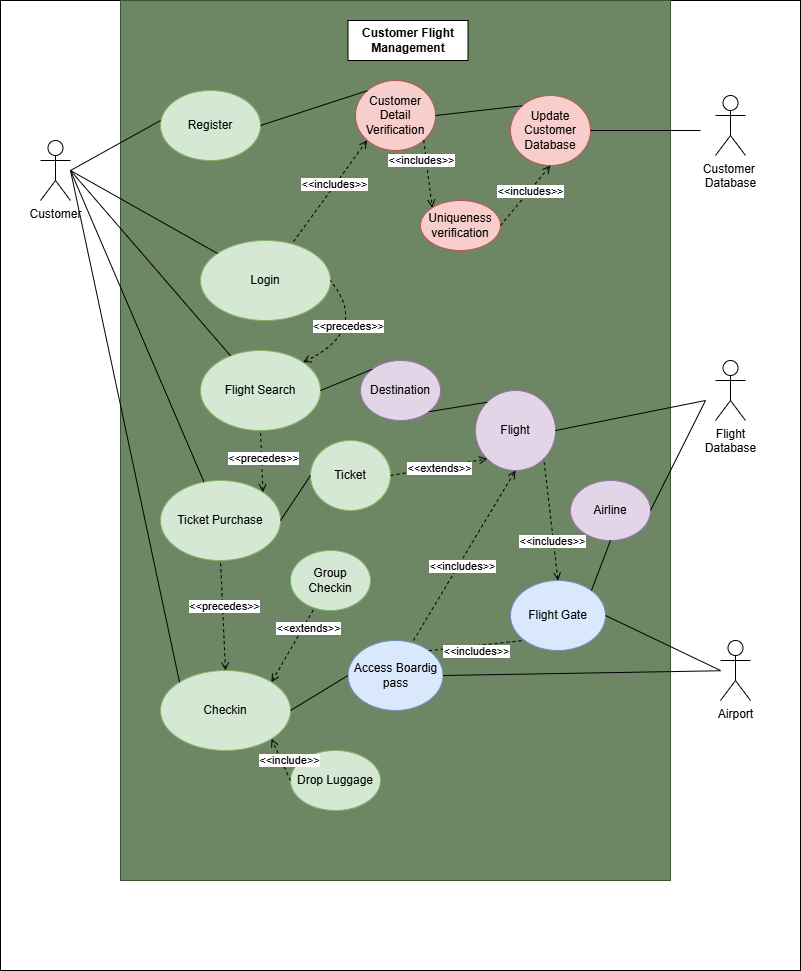 Customer Flight
Management
Register
Customer
Detail
Verification
Update
Customer
Database
Customer
Database
Customer
<<includes>>
<<includes>>
<<includes>>
Uniqueness
verification
Login
<<precedes>>
Flight Search
Destination
Flight
Flight
Database
<<precedes>>
Ticket
<<extends>>
Ticket Purchase
Airline
<<includes>>
<<includes>>
Group
Checkin
<<precedes>>
<<extends>>
Flight Gate
<<includes>>
Access Boardig
pass
Checkin
Airport
<<include>>
Drop Luggage